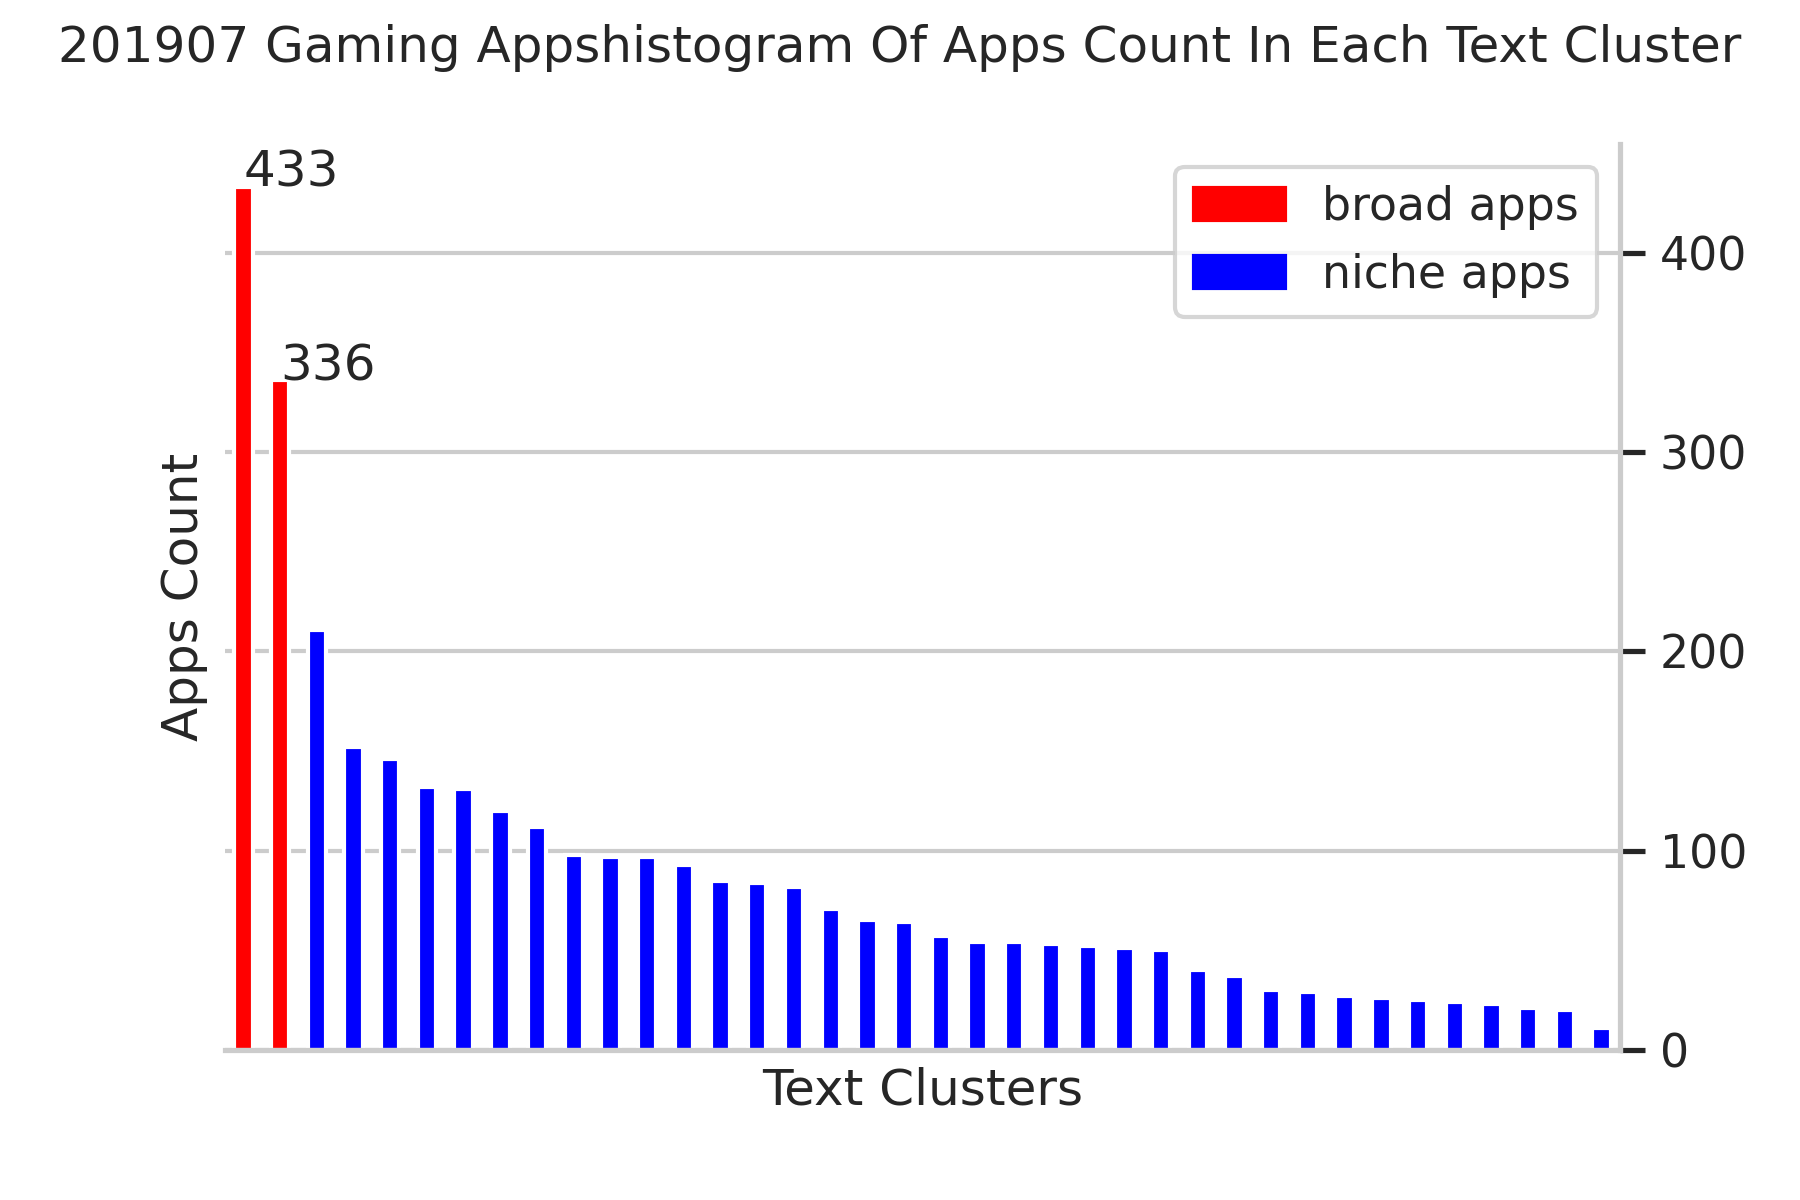 201907 Gaming Appshistogram Of Apps Count In Each Text Cluster
433
broad apps
400
niche apps
336
300
Apps Count
200
100
0
Text Clusters